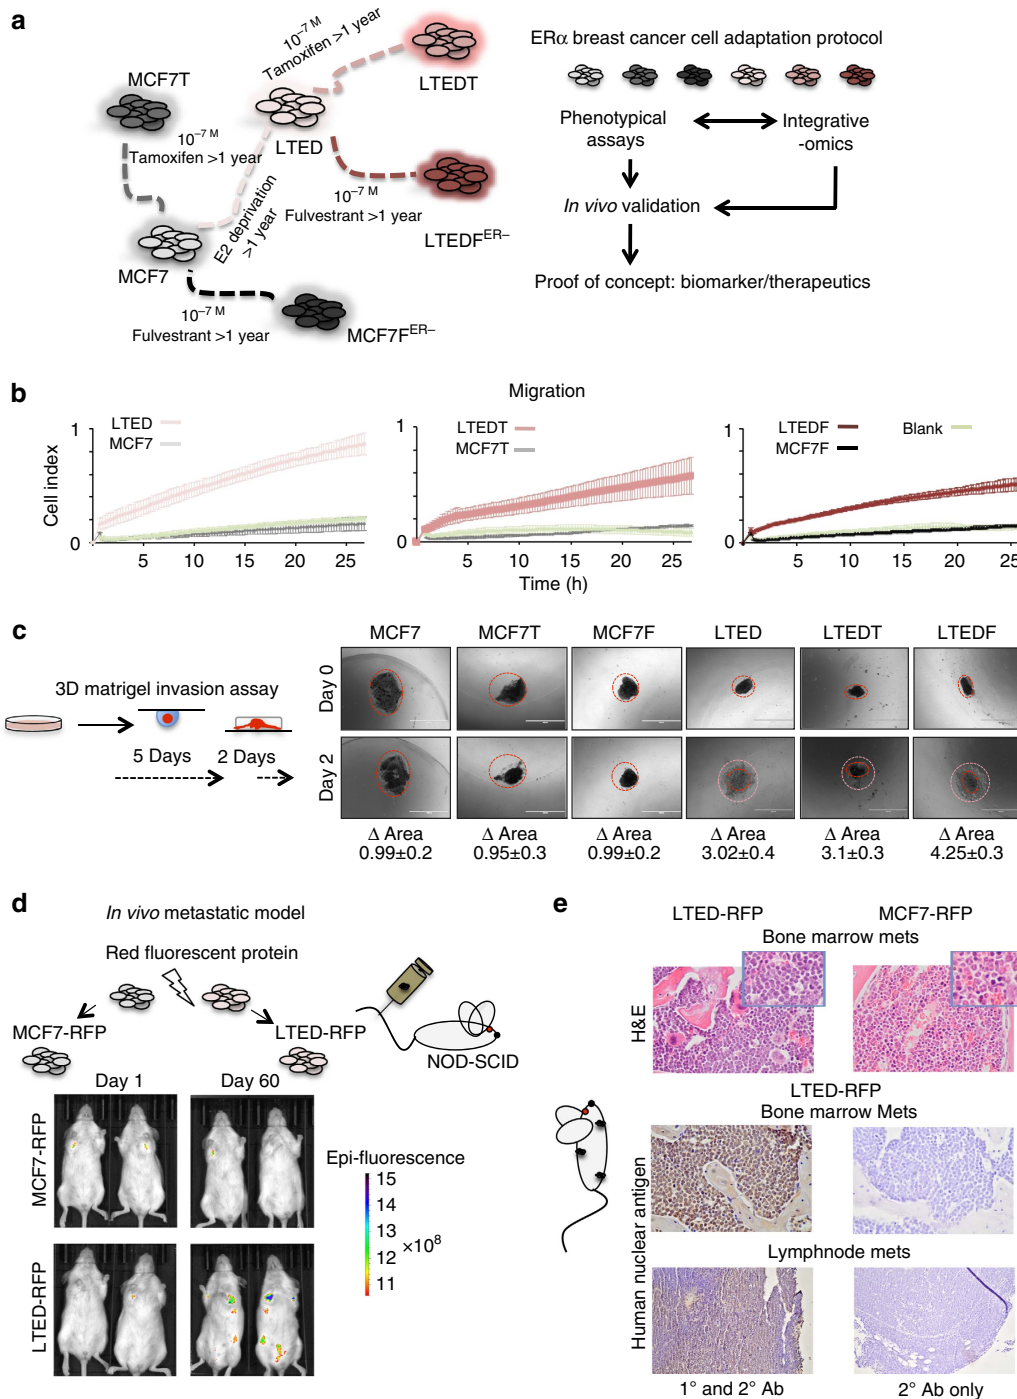 a
MCF7T
10⁻⁷ M
Tamoxifen >1 year
10⁻⁷ M
Tamoxifen >1 year
LTEDT
LTED
10⁻⁷ M
Fulvestrant >1 year
LTEDFᴱᴿ⁻
E2 deprivation
>1 year
MCF7
10⁻⁷ M
Fulvestrant >1 year
MCF7Fᴱᴿ⁻
ERα breast cancer cell adaptation protocol
Phenotypical
assays
Integrative
-omics
In vivo validation
Proof of concept: biomarker/therapeutics
b
Migration
Cell index
LTED
MCF7
1
0
5 10 15 20 25
LTEDT
MCF7T
1
0
5 10 15 20 25
LTEDF
MCF7F
Blank
1
0
5 10 15 20 25
Time (h)
c
3D matrigel invasion assay
5 Days
2 Days
MCF7 MCF7T MCF7F LTED LTEDT LTEDF
Day 0
Day 2
Δ Area Δ Area Δ Area Δ Area Δ Area Δ Area
0.99±0.2 0.95±0.3 0.99±0.2 3.02±0.4 3.1±0.3 4.25±0.3
d
In vivo metastatic model
Red fluorescent protein
MCF7-RFP
LTED-RFP
NOD-SCID
Day 1 Day 60
MCF7-RFP
LTED-RFP
Epi-fluorescence
15
14
13
12
11
×10⁸
e
LTED-RFP MCF7-RFP
Bone marrow mets
H&E
LTED-RFP
Bone marrow Mets
Human nuclear antigen
Lymphnode mets
1° and 2° Ab 2° Ab only